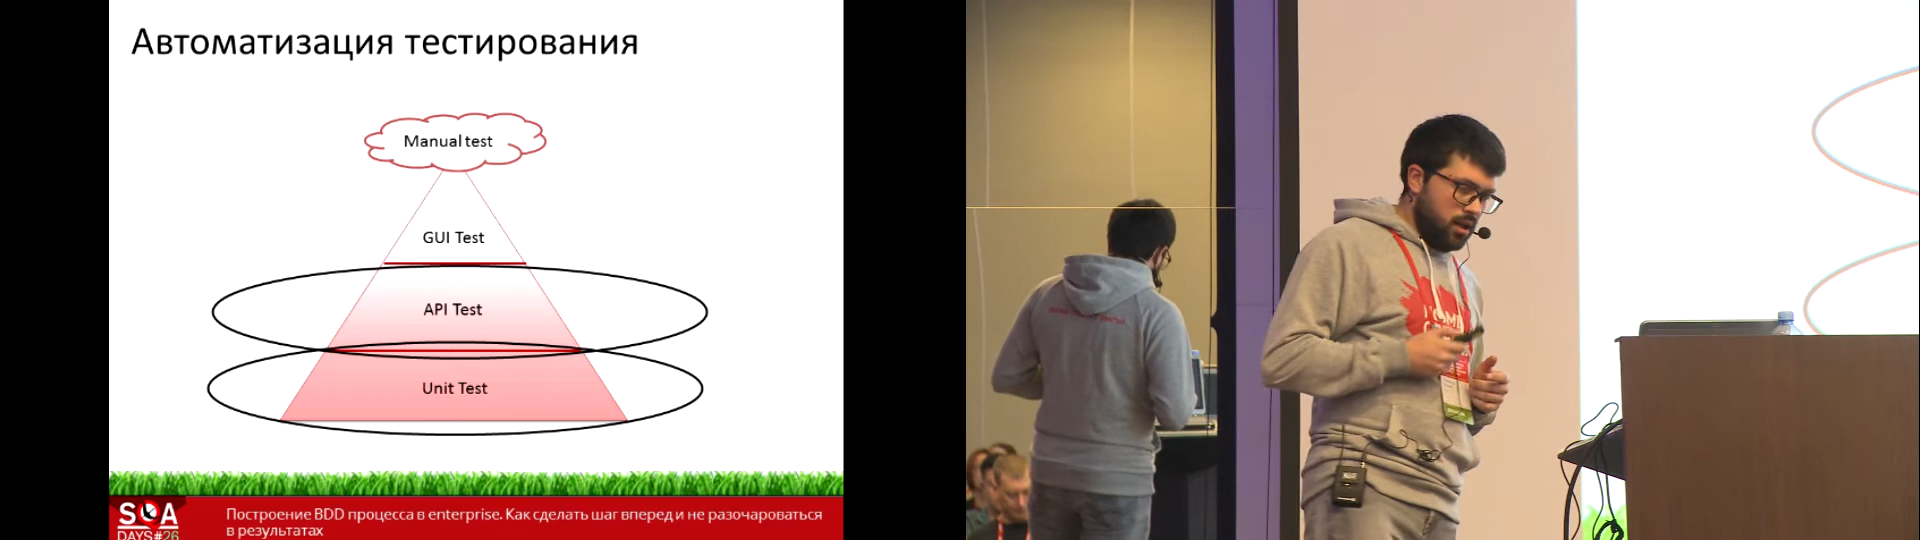 Автоматизация тестирования
Manual test
GUI Test
API Test
Unit Test
SQA
DAYS#26
Построение BDD процесса в enterprise. Как сделать шаг вперед и не разочароваться
в результатах